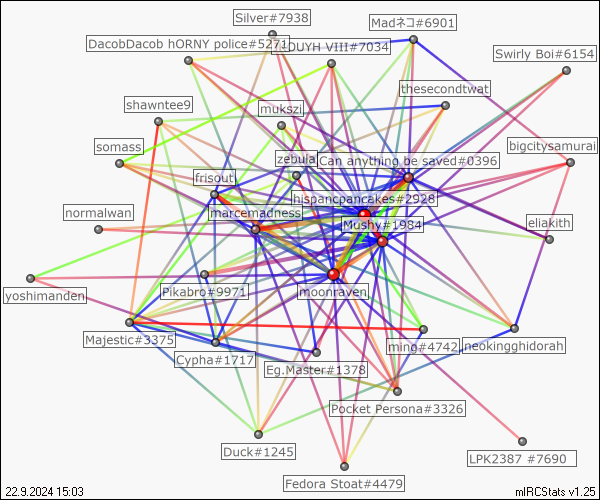 Silver#7938
Madネコ#6901
DacobDacob hORNY police#5271
OUYH VIII#7034
Swirly Boi#6154
thesecondtwat
shawntee9
mukszi
somass
bigcitysamurai
zebula
Can anything be saved#0396
frisout
hispancpancakes#2928
normalwan
marcemadness
Mushy#1984
eliakith
yoshimanden
Pikabro#9971
moonraven
Majestic#3375
ming#4742
neokingghidorah
Cypha#1717
Eg.Master#1378
Pocket Persona#3326
Duck#1245
LPK2387 #7690
Fedora Stoat#4479
22.9.2024 15:03
mIRCStats v1.25